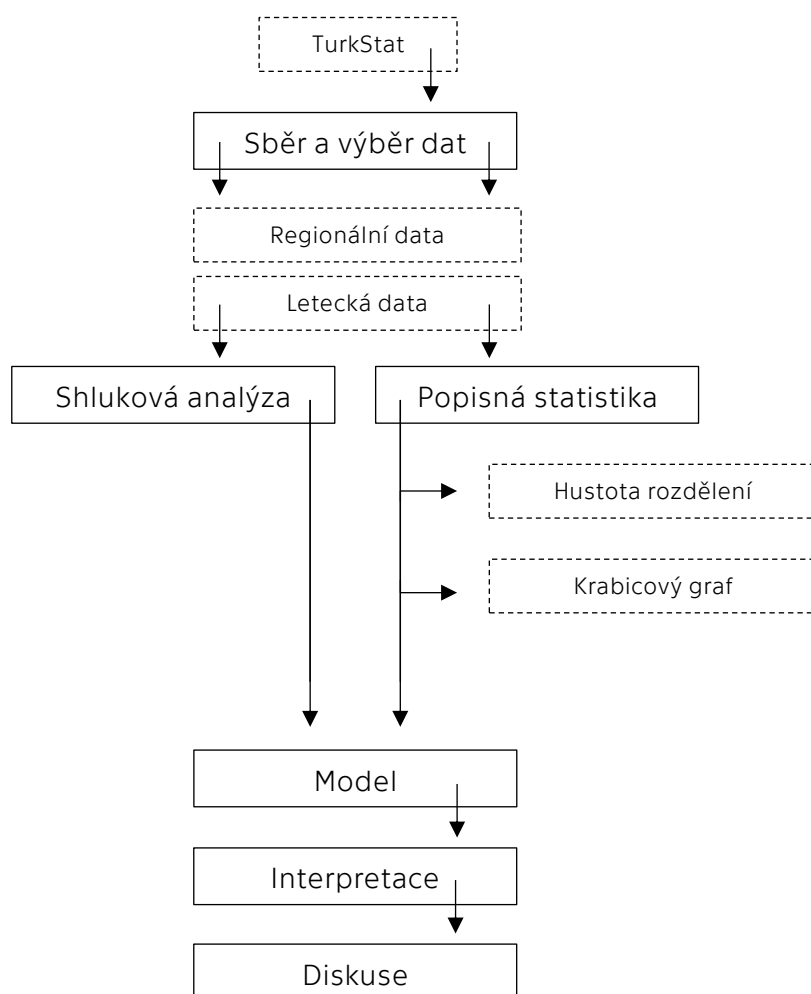 TurkStat
Sběr a výběr dat
Regionální data
Letecká data
Shluková analýza
Popisná statistika
Hustota rozdělení
Krabicový graf
Model
Interpretace
Diskuse